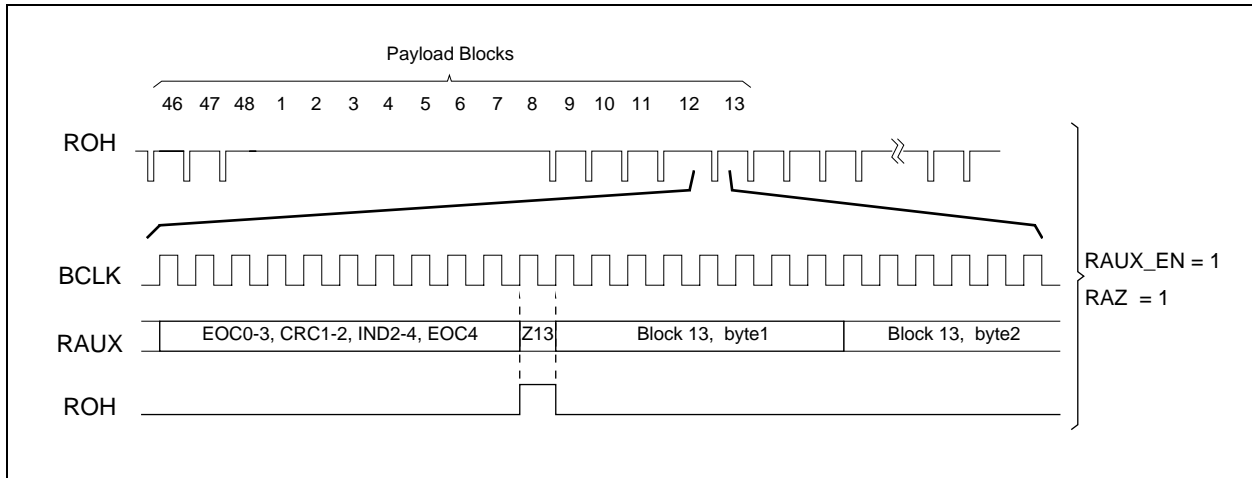 Payload Blocks
46 47 48 1 2 3 4 5 6 7 8 9 10 11 12 13
ROH
BCLK
RAUX_EN = 1
RAZ = 1
RAUX
EOC0-3, CRC1-2, IND2-4, EOC4 Z13 Block 13, byte1 Block 13, byte2
ROH